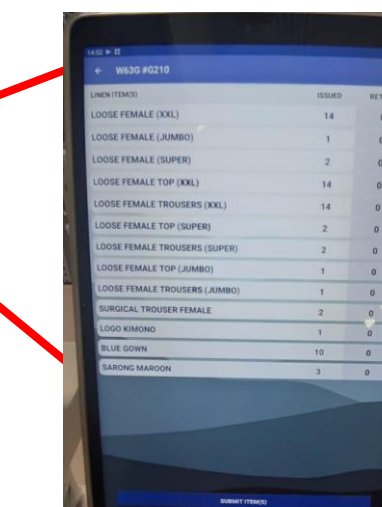 14:52
← W63G #G210
LINEN ITEM(S) ISSUED RET
LOOSE FEMALE (XXL) 14
LOOSE FEMALE (JUMBO) 1 0
LOOSE FEMALE (SUPER) 2 0
LOOSE FEMALE TOP (XXL) 14 0
LOOSE FEMALE TROUSERS (XXL) 14 0
LOOSE FEMALE TOP (SUPER) 2 0
LOOSE FEMALE TROUSERS (SUPER) 2 0
LOOSE FEMALE TOP (JUMBO) 1 0
LOOSE FEMALE TROUSERS (JUMBO) 1 0
SURGICAL TROUSER FEMALE 2 0
LOGO KIMONO 1 0
BLUE GOWN 10 0
SARONG MAROON 3 0
SUBMIT ITEM(S)